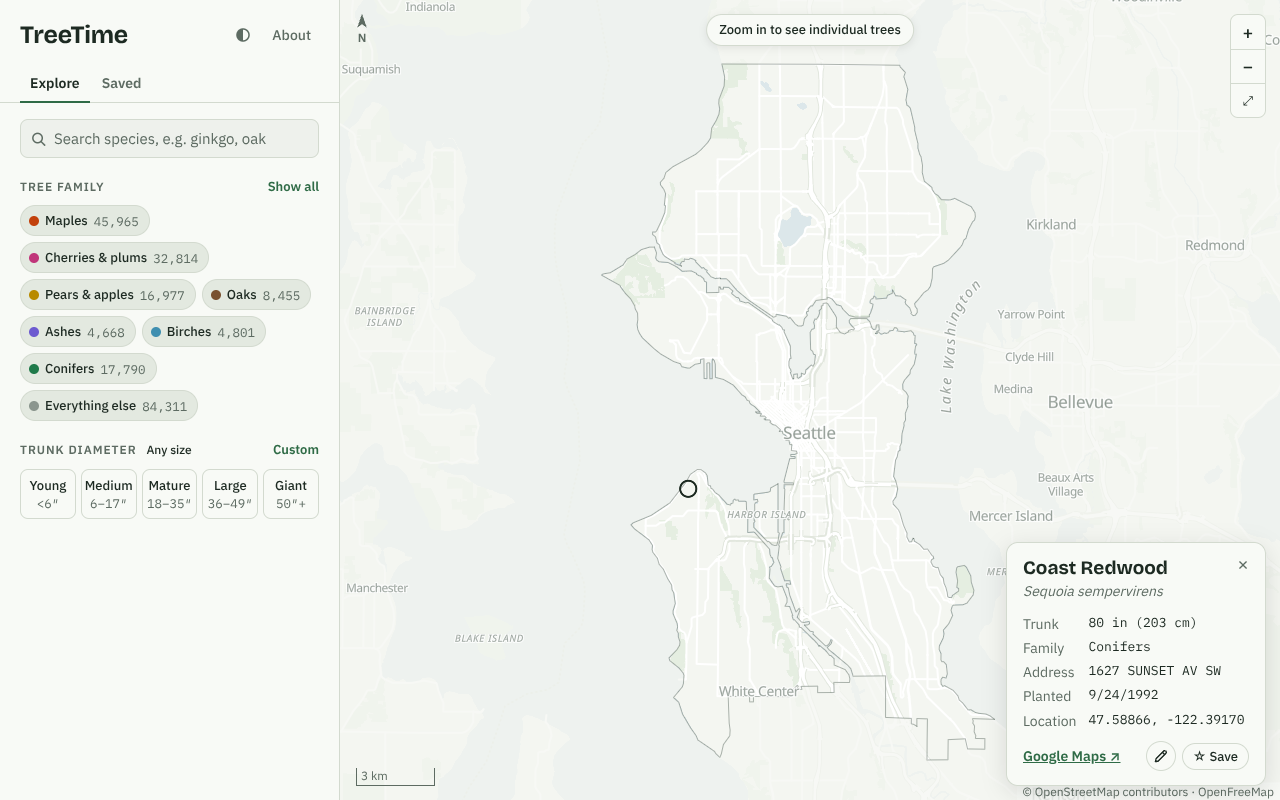 TreeTime
About
Explore
Saved
Search species, e.g. ginkgo, oak
TREE FAMILY
Show all
Maples 45,965
Cherries & plums 32,814
Pears & apples 16,977
Oaks 8,455
Ashes 4,668
Birches 4,801
Conifers 17,790
Everything else 84,311
TRUNK DIAMETER Any size
Custom
Young
<6"
Medium
6–17"
Mature
18–35"
Large
36–49"
Giant
50"+
Indianola
N
Suquamish
Zoom in to see individual trees
+
−
Kirkland
Redmond
BAINBRIDGE
ISLAND
Lake Washington
Yarrow Point
Clyde Hill
Medina
Bellevue
Seattle
Beaux Arts
Village
HARBOR ISLAND
Mercer Island
Manchester
BLAKE ISLAND
White Center
3 km
Coast Redwood
×
Sequoia sempervirens
Trunk 80 in (203 cm)
Family Conifers
Address 1627 SUNSET AV SW
Planted 9/24/1992
Location 47.58866, -122.39170
Google Maps ↗
☆ Save
© OpenStreetMap contributors · OpenFreeMap